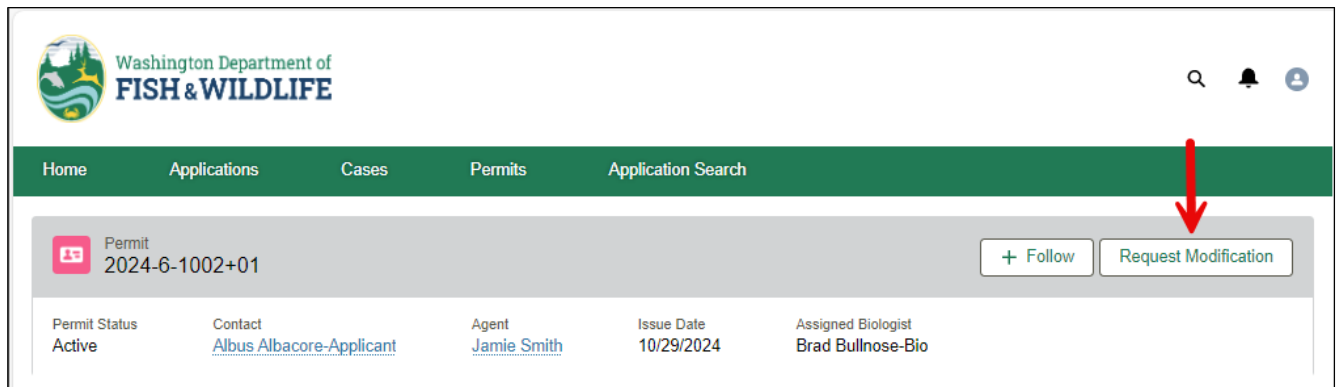 Washington Department of
FISH & WILDLIFE
Home Applications Cases Permits Application Search
Permit
2024-6-1002+01
+ Follow
Request Modification
Permit Status Contact Agent Issue Date Assigned Biologist
Active Albus Albacore-Applicant Jamie Smith 10/29/2024 Brad Bullnose-Bio